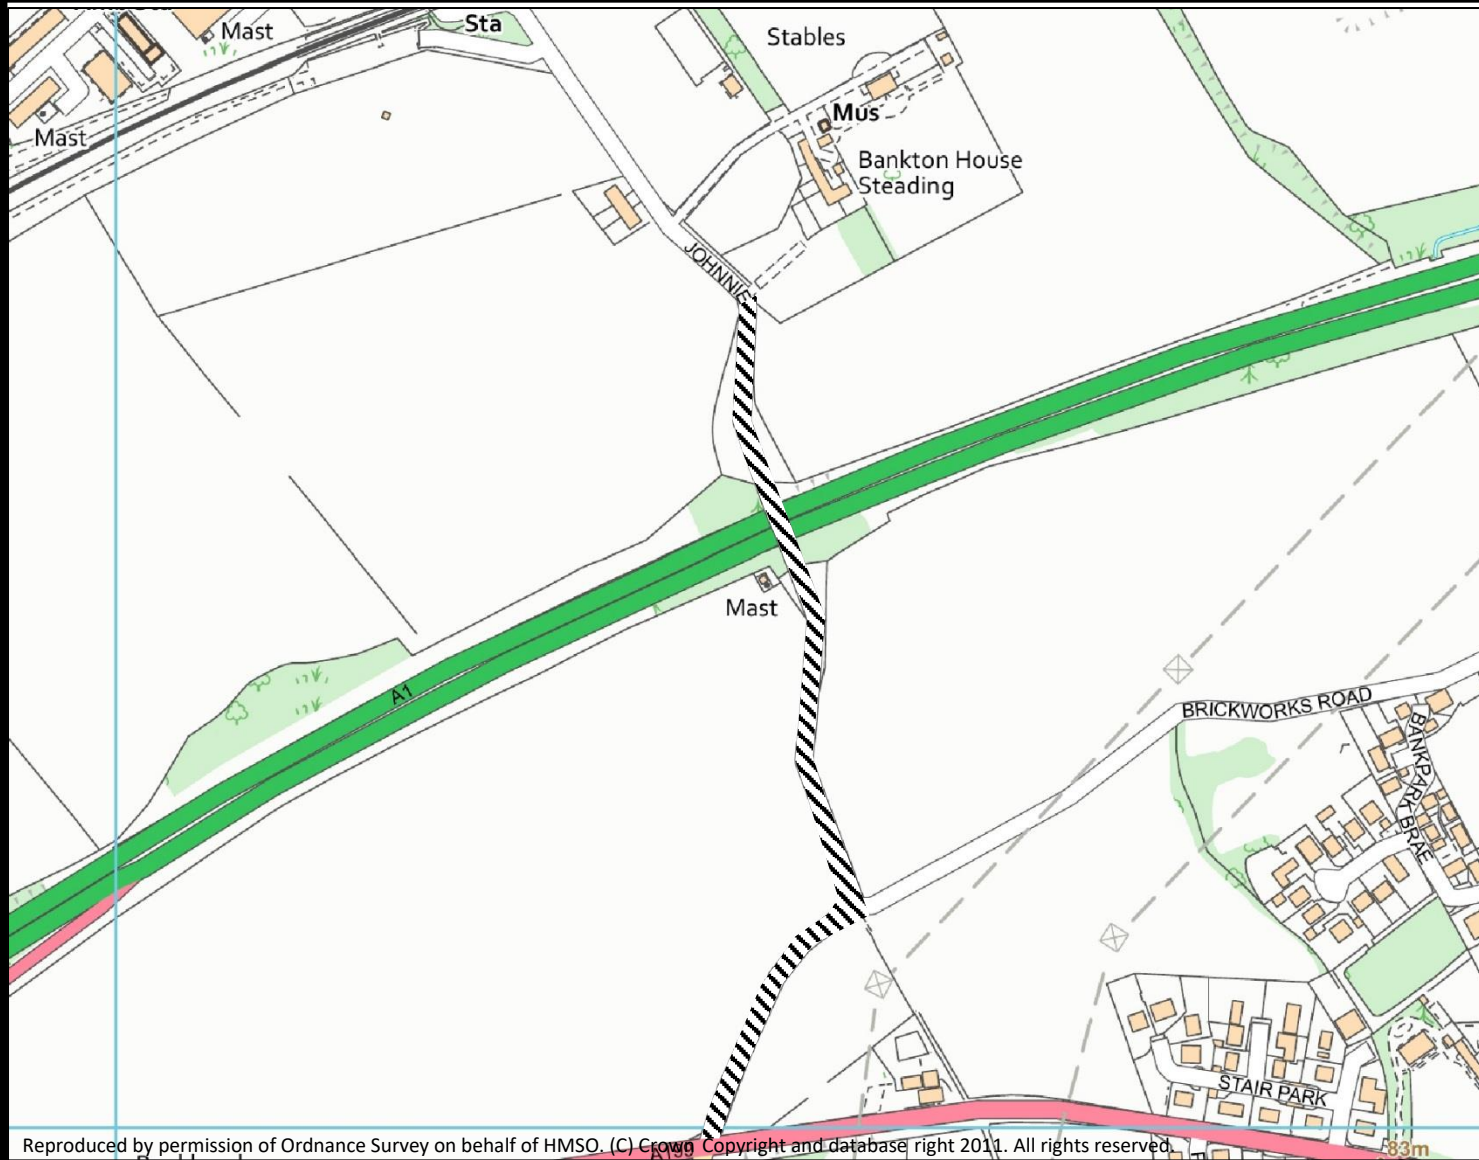 Mast
Sta
Stables
Mus
Mast
Bankton House
Steading
JOHNNIE
Mast
A1
BRICKWORKS ROAD
BANKPARK BRAE
STAIR PARK
Reproduced by permission of Ordnance Survey on behalf of HMSO. (C) Crown Copyright and database right 2011. All rights reserved.
83m